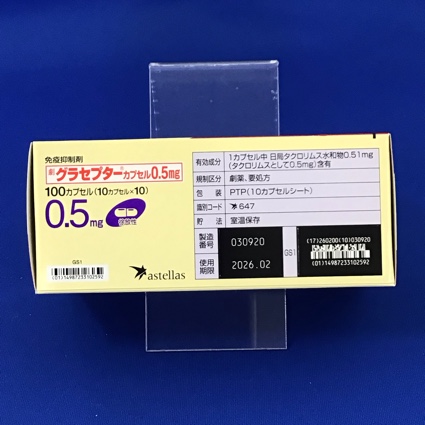 免疫抑制剤
劇 グラセプター®カプセル0.5mg
100カプセル(10カプセル×10)
0.5mg
徐放性
GS1
(01)14987233102592
astellas
有効成分 1カプセル中 日局タクロリムス水和物0.51mg
(タクロリムスとして0.5mg)含有
規制区分 劇薬、要処方
包装 PTP(10カプセルシート)
識別コード 647
貯法 室温保存
製造番号 030920
使用期限 2026.02
GS1
(17)260200(10)030920
(01)14987233102592